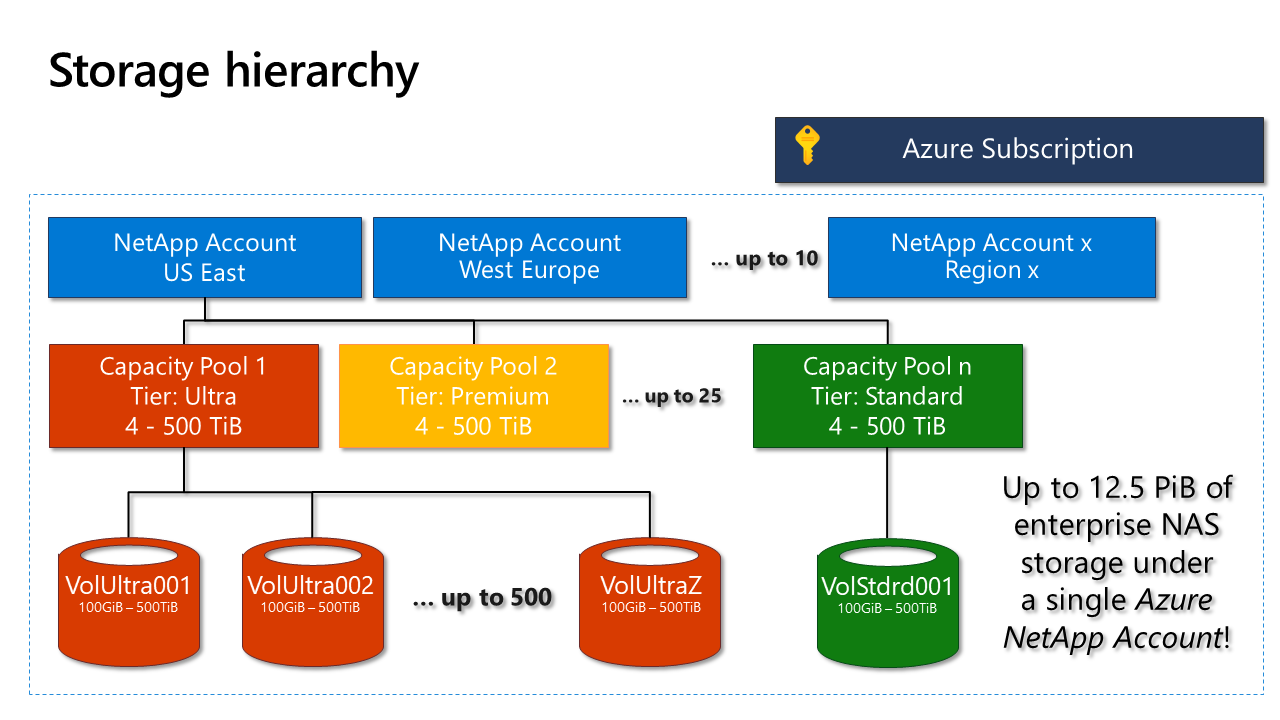 Storage hierarchy
Azure Subscription
NetApp Account
US East
NetApp Account
West Europe
... up to 10
NetApp Account x
Region x
Capacity Pool 1
Tier: Ultra
4 - 500 TiB
Capacity Pool 2
Tier: Premium
4 - 500 TiB
... up to 25
Capacity Pool n
Tier: Standard
4 - 500 TiB
VolUltra001
100GiB – 500TiB
VolUltra002
100GiB – 500TiB
... up to 500
VolUltraZ
100GiB – 500TiB
VolStdrd001
100GiB – 500TiB
Up to 12.5 PiB of
enterprise NAS
storage under
a single Azure
NetApp Account!